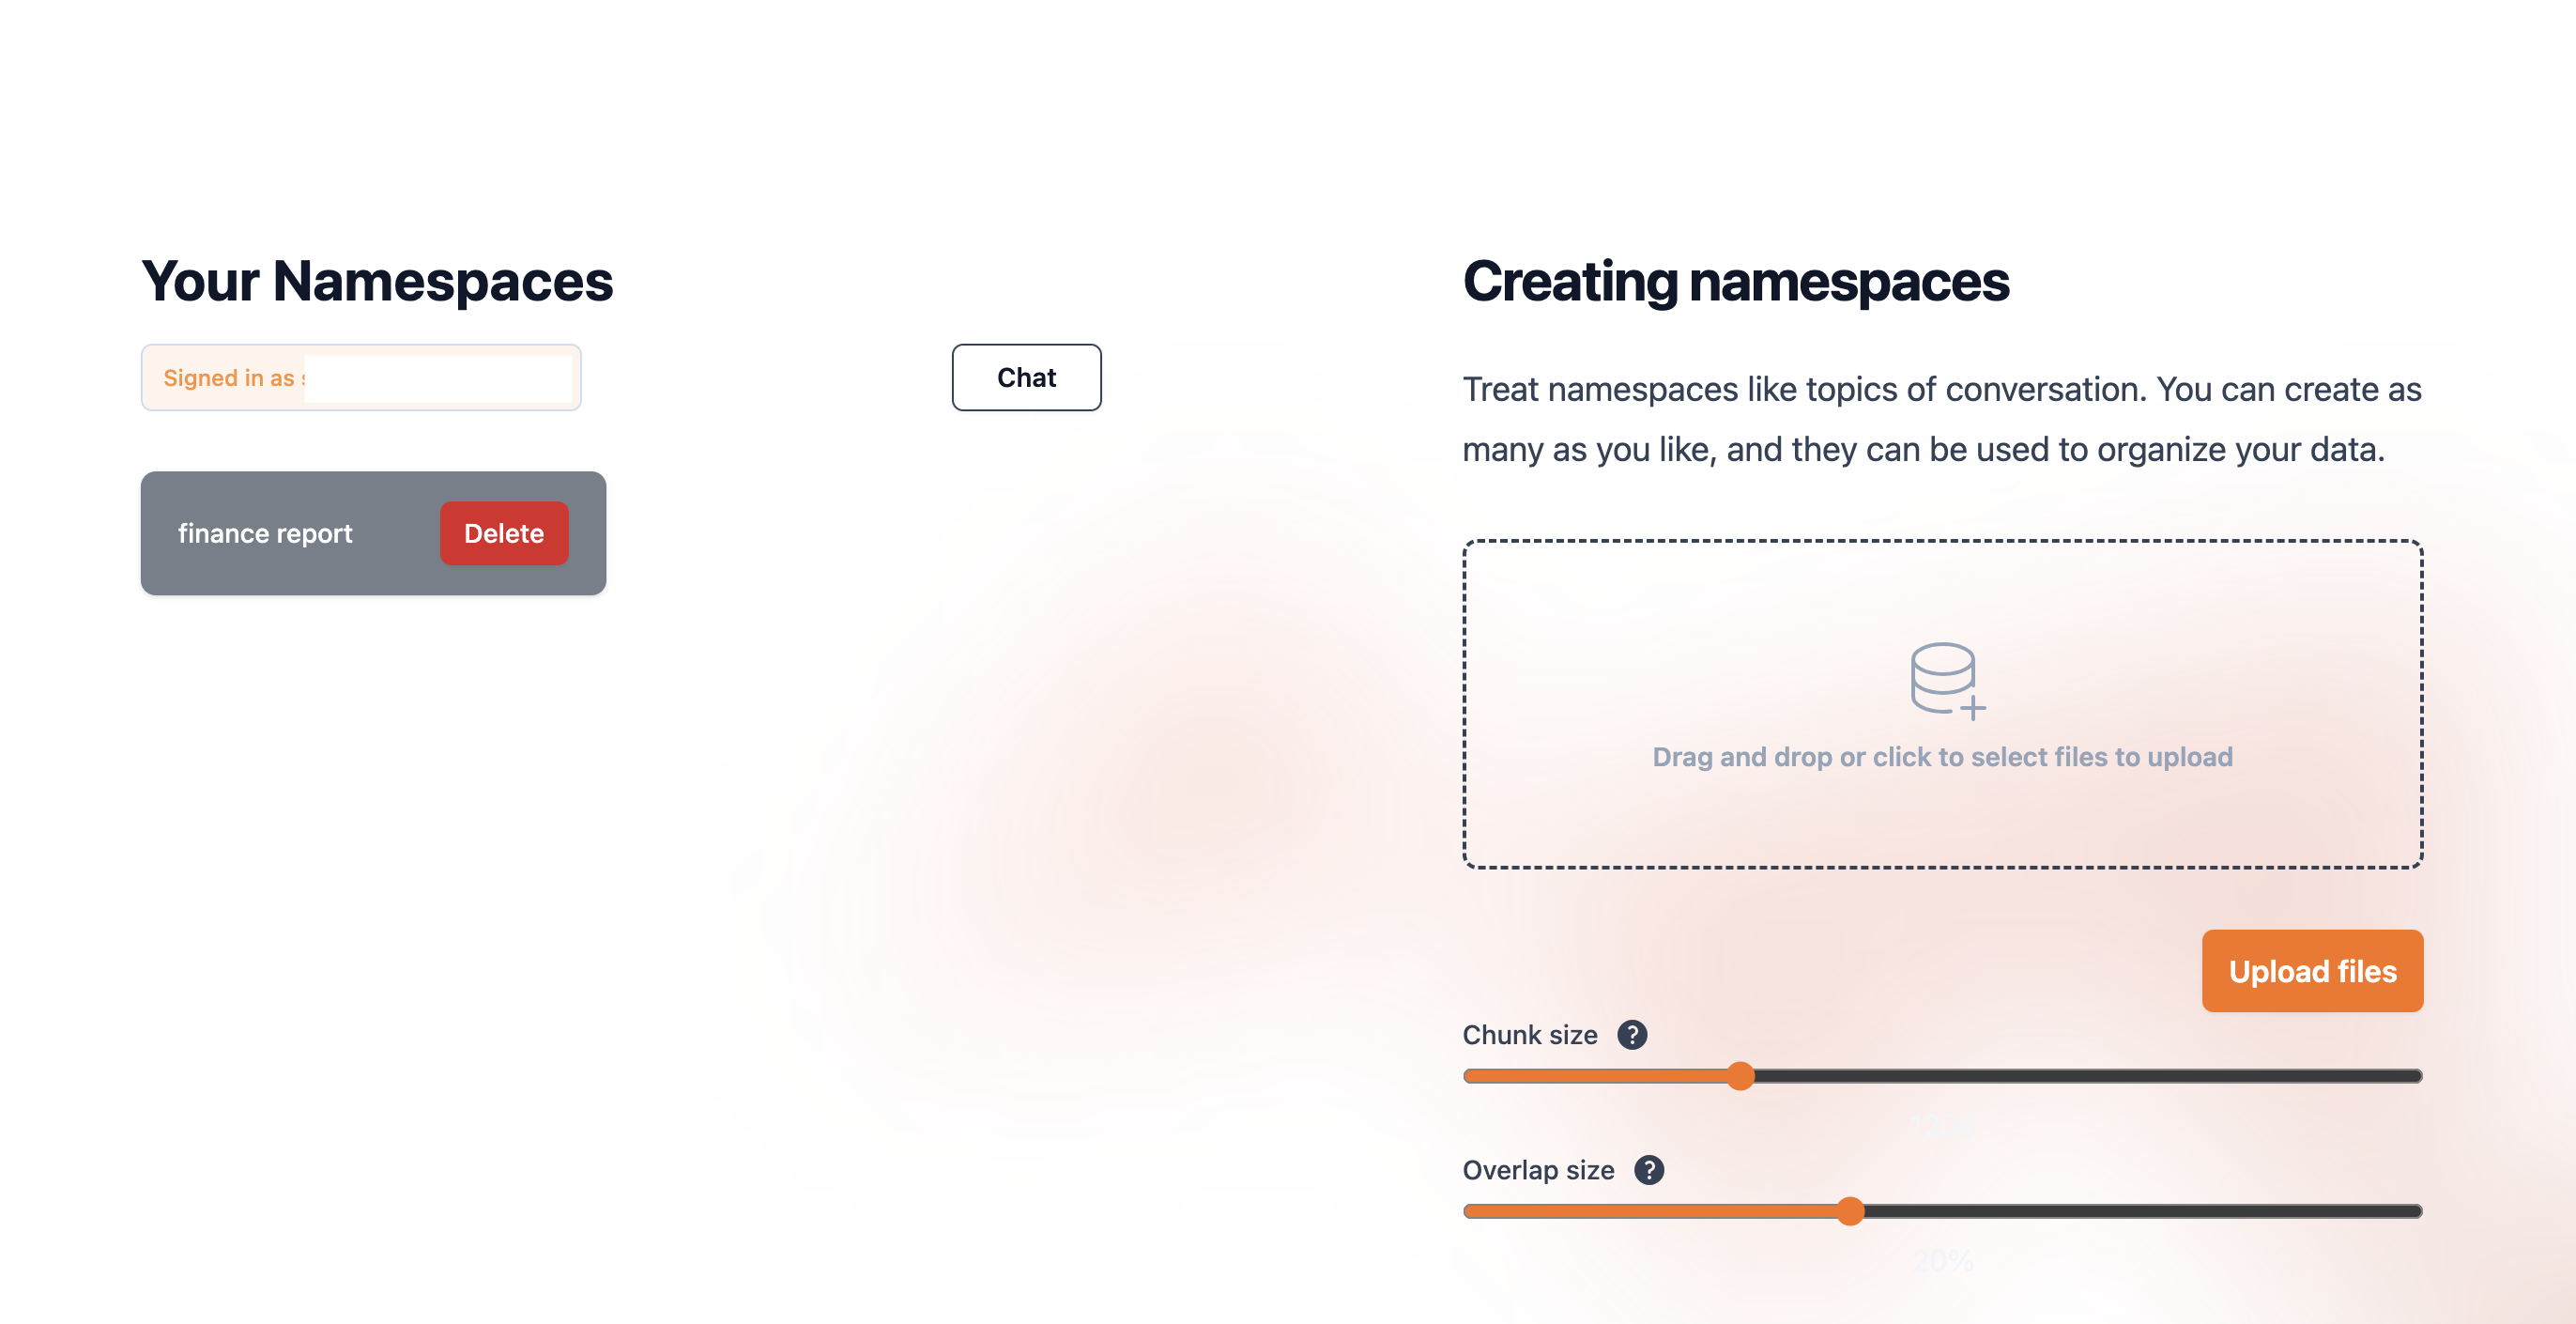 Your Namespaces
Signed in as
Chat
finance report
Delete
Creating namespaces
Treat namespaces like topics of conversation. You can create as
many as you like, and they can be used to organize your data.
Drag and drop or click to select files to upload
Upload files
Chunk size ?
Overlap size ?
20%